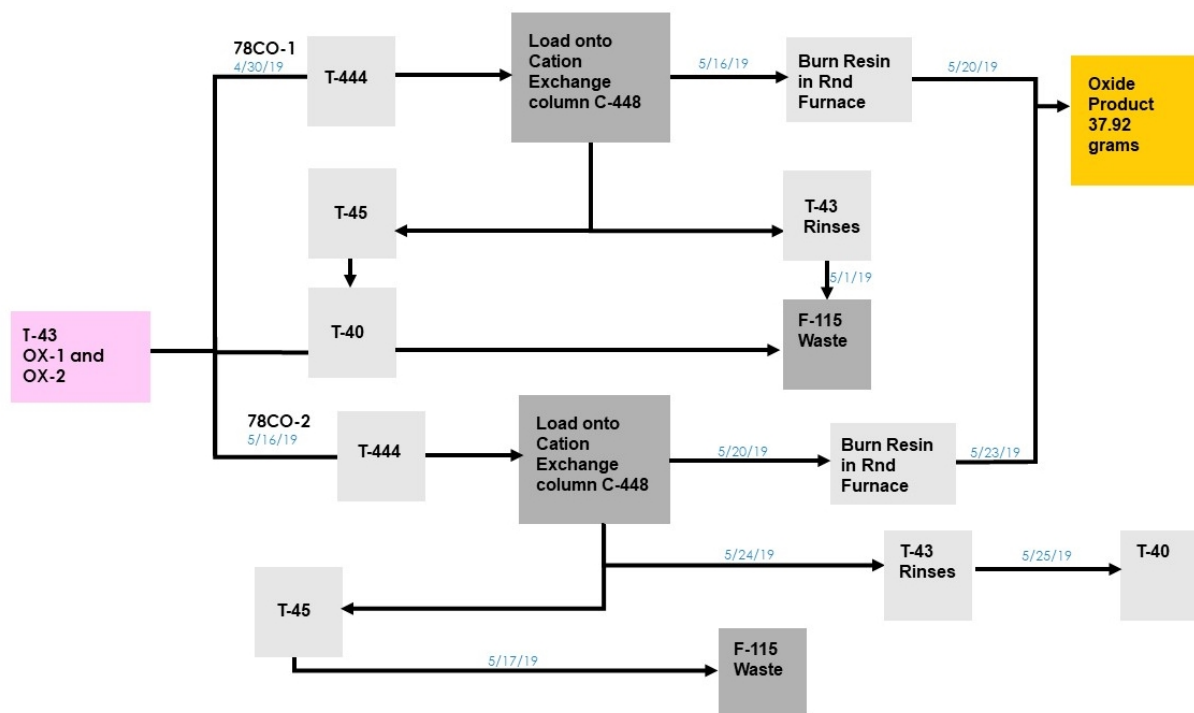 78CO-1
4/30/19
T-444
Load onto
Cation
Exchange
column C-448
5/16/19
Burn Resin
in Rnd
Furnace
5/20/19
Oxide
Product
37.92
grams
T-45
T-43
Rinses
5/1/19
T-43
OX-1 and
OX-2
T-40
F-115
Waste
78CO-2
5/16/19
T-444
Load onto
Cation
Exchange
column C-448
5/20/19
Burn Resin
in Rnd
Furnace
5/23/19
5/24/19
T-43
Rinses
5/25/19
T-40
T-45
5/17/19
F-115
Waste